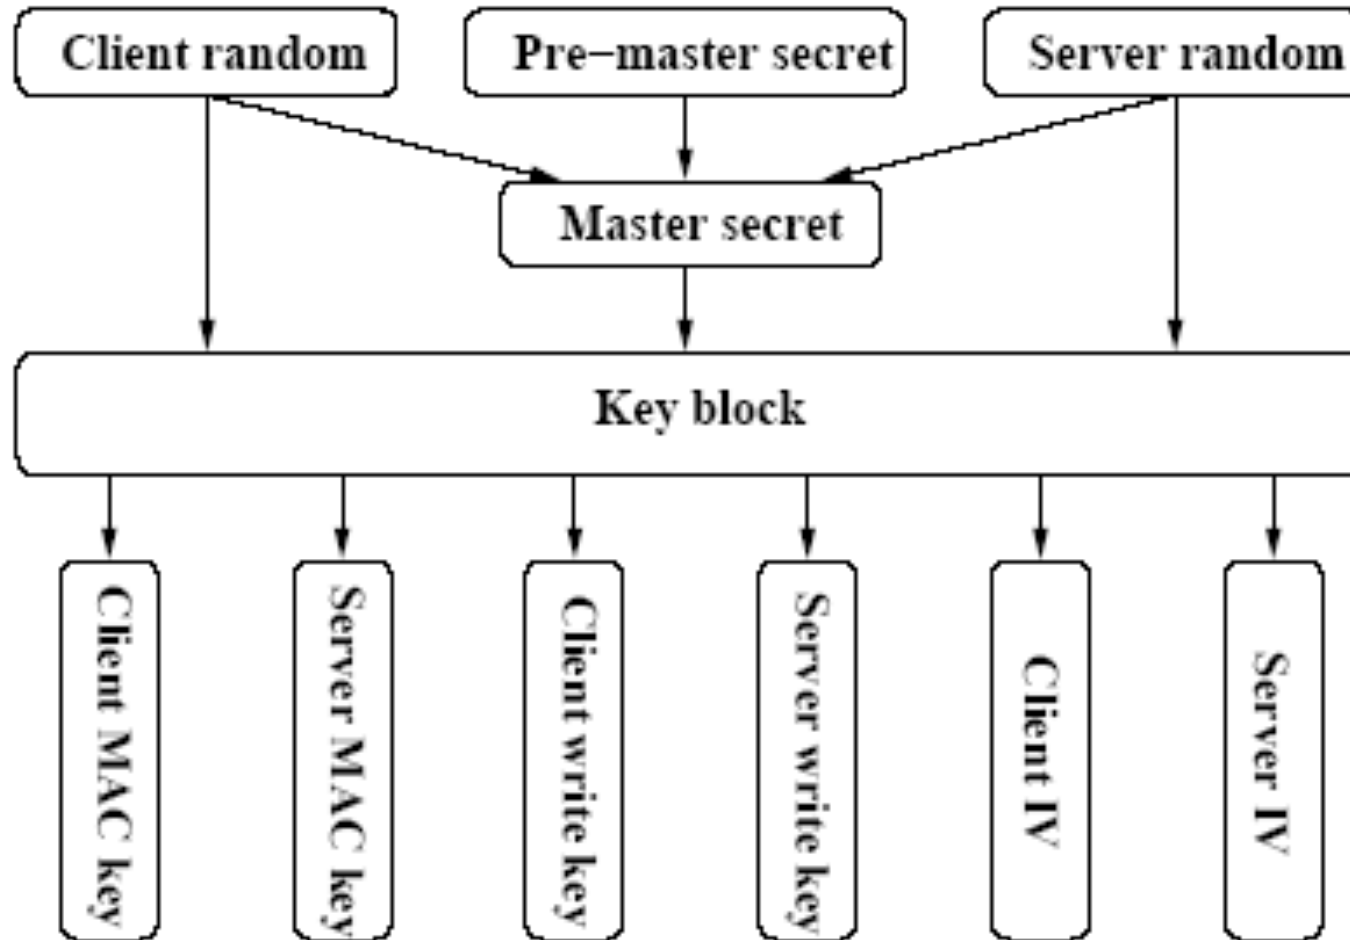 Client random
Pre−master secret
Server random
Master secret
Key block
Client MAC key
Server MAC key
Client write key
Server write key
Client IV
Server IV